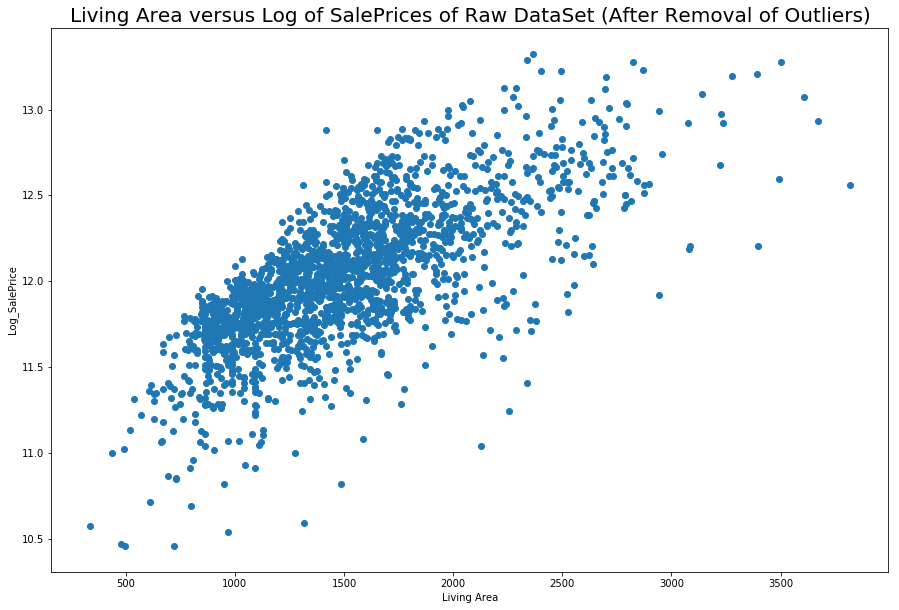 Living Area versus Log of SalePrices of Raw DataSet (After Removal of Outliers)
13.0
12.5
12.0
11.5
11.0
10.5
Log_SalePrice
500 1000 1500 2000 2500 3000 3500
Living Area